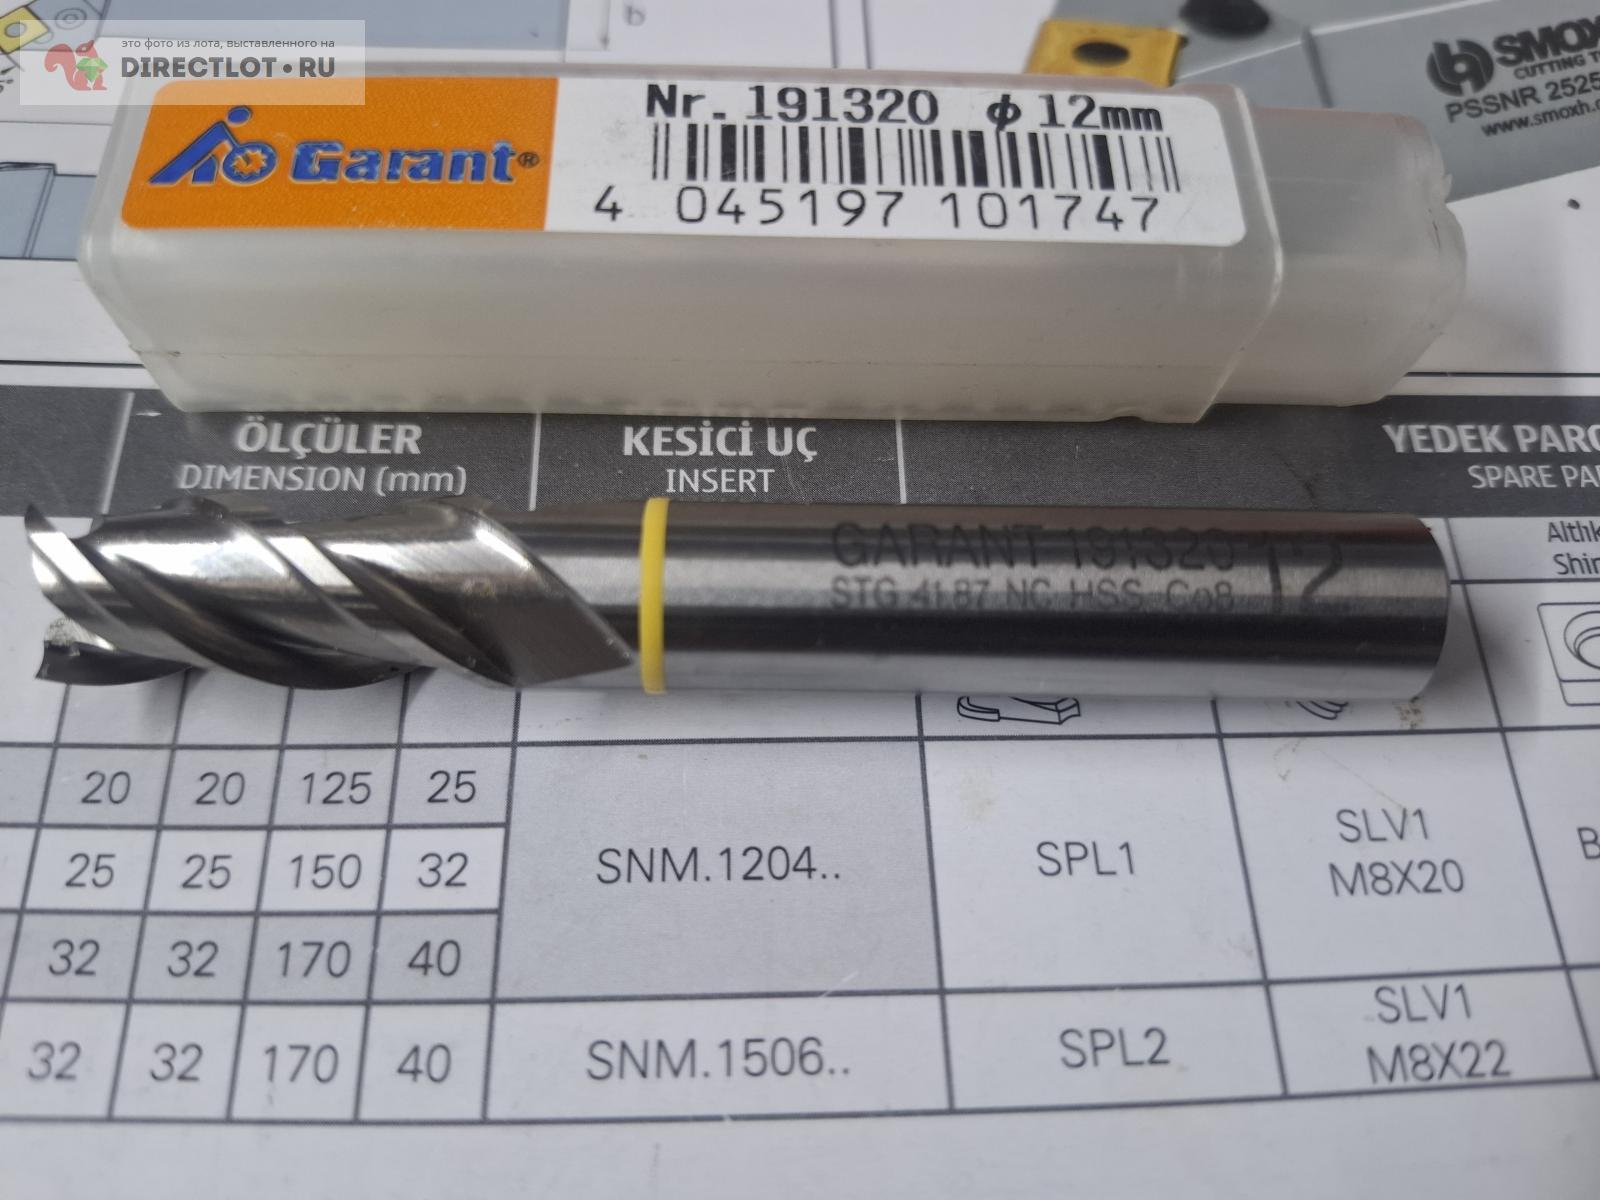 это фото из лота, выставленного на
DIRECTLOT.RU
b
SMOXH
CUTTING
PSSNR 2525
www.smoxh.
Garant®
Nr. 191320 ϕ 12mm
4 045197 101747
ÖLÇÜLER
DIMENSION (mm)
KESİCİ UÇ
INSERT
YEDEK PARÇ
SPARE PA
Altlık
Shim
GARANT 191320 12
STG 41.87 NC HSS Co8
20 20 125 25
25 25 150 32
32 32 170 40
32 32 170 40
SNM.1204..
SNM.1506..
SPL1
SPL2
SLV1
M8X20
SLV1
M8X22
B